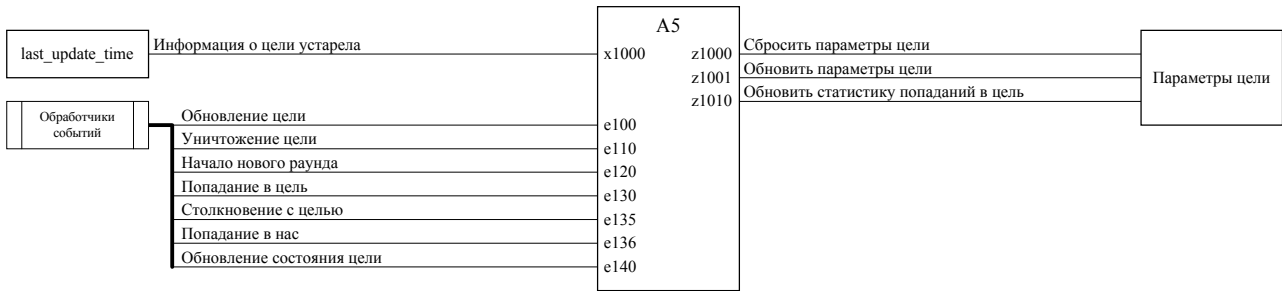 A5
last_update_time
Информация о цели устарела
x1000
z1000
Сбросить параметры цели
z1001
Обновить параметры цели
z1010
Обновить статистику попаданий в цель
Параметры цели
Обработчики
событий
Обновление цели
e100
Уничтожение цели
e110
Начало нового раунда
e120
Попадание в цель
e130
Столкновение с целью
e135
Попадание в нас
e136
Обновление состояния цели
e140